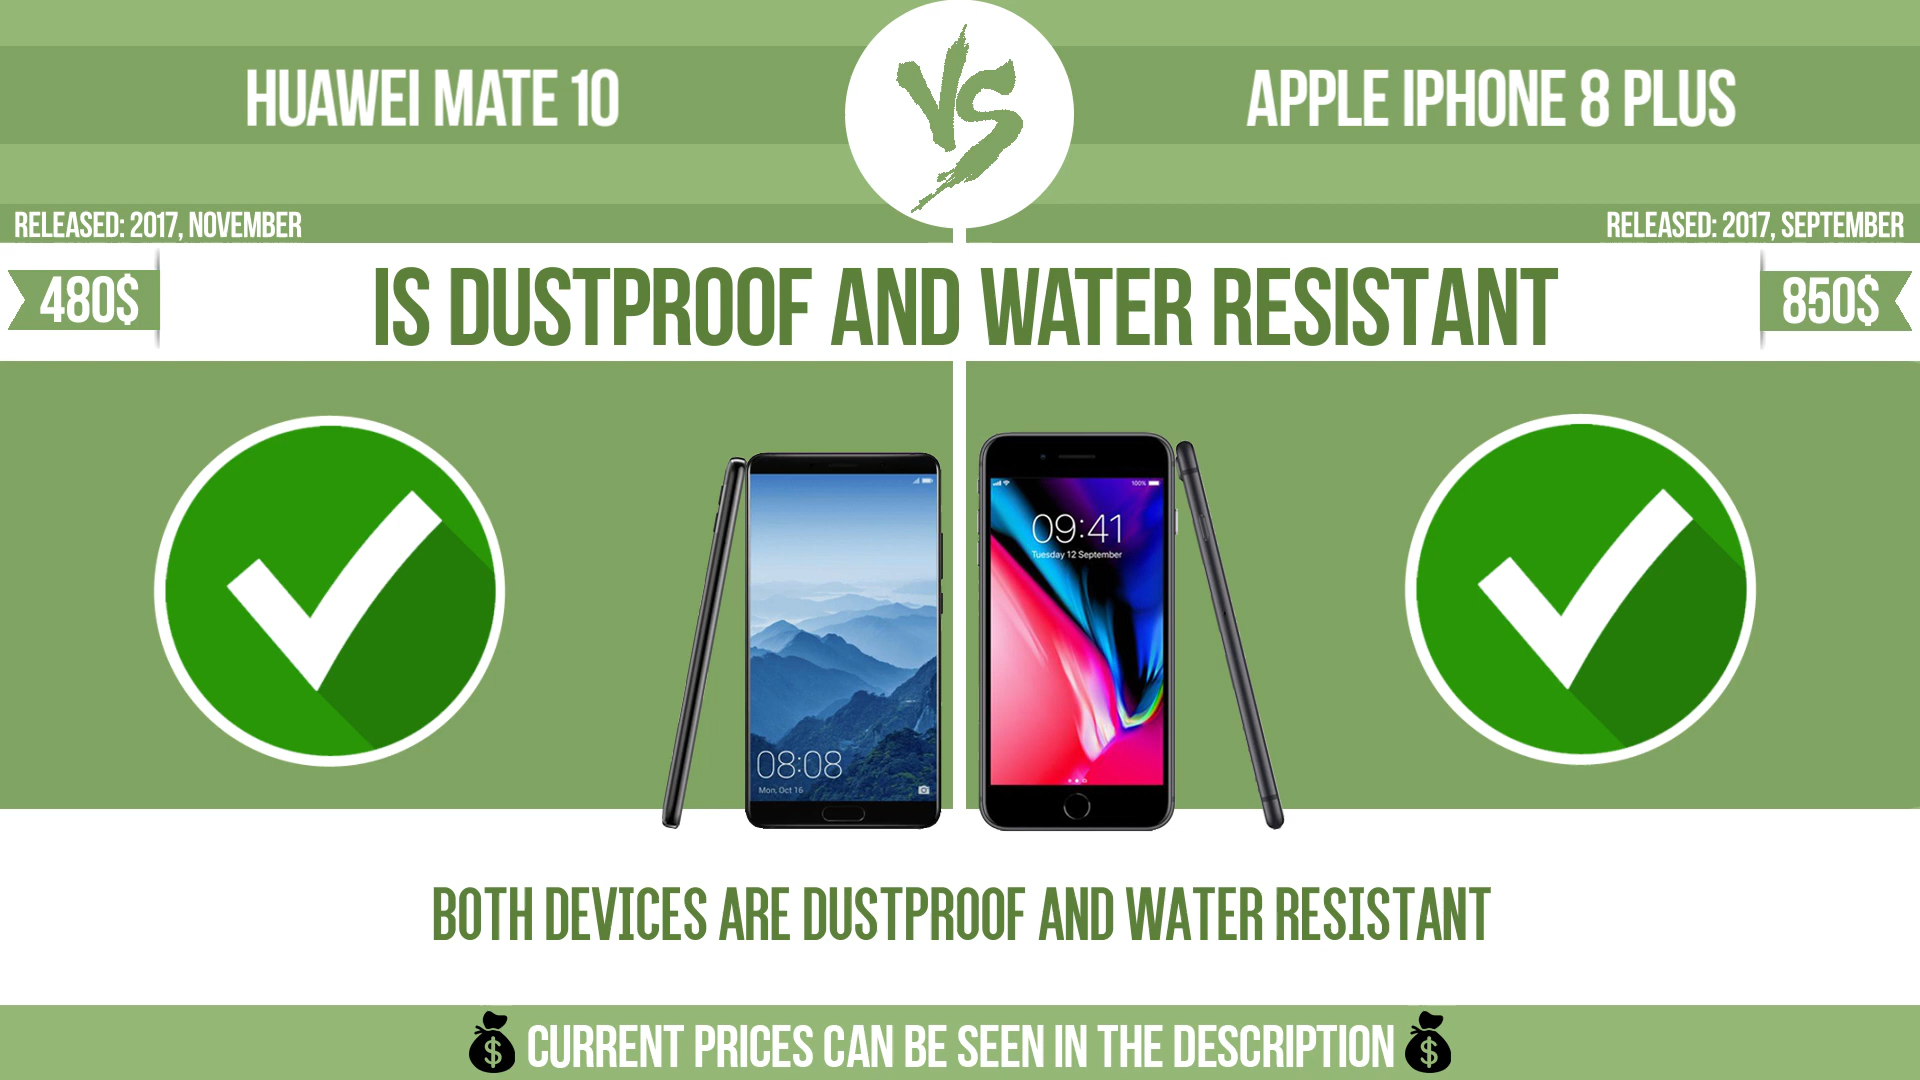 HUAWEI MATE 10
VS
APPLE IPHONE 8 PLUS
RELEASED: 2017, NOVEMBER
RELEASED: 2017, SEPTEMBER
480$
IS DUSTPROOF AND WATER RESISTANT
850$
100%
09:41
Tuesday 12 September
08:08
Mon, Oct 16
BOTH DEVICES ARE DUSTPROOF AND WATER RESISTANT
$ CURRENT PRICES CAN BE SEEN IN THE DESCRIPTION $